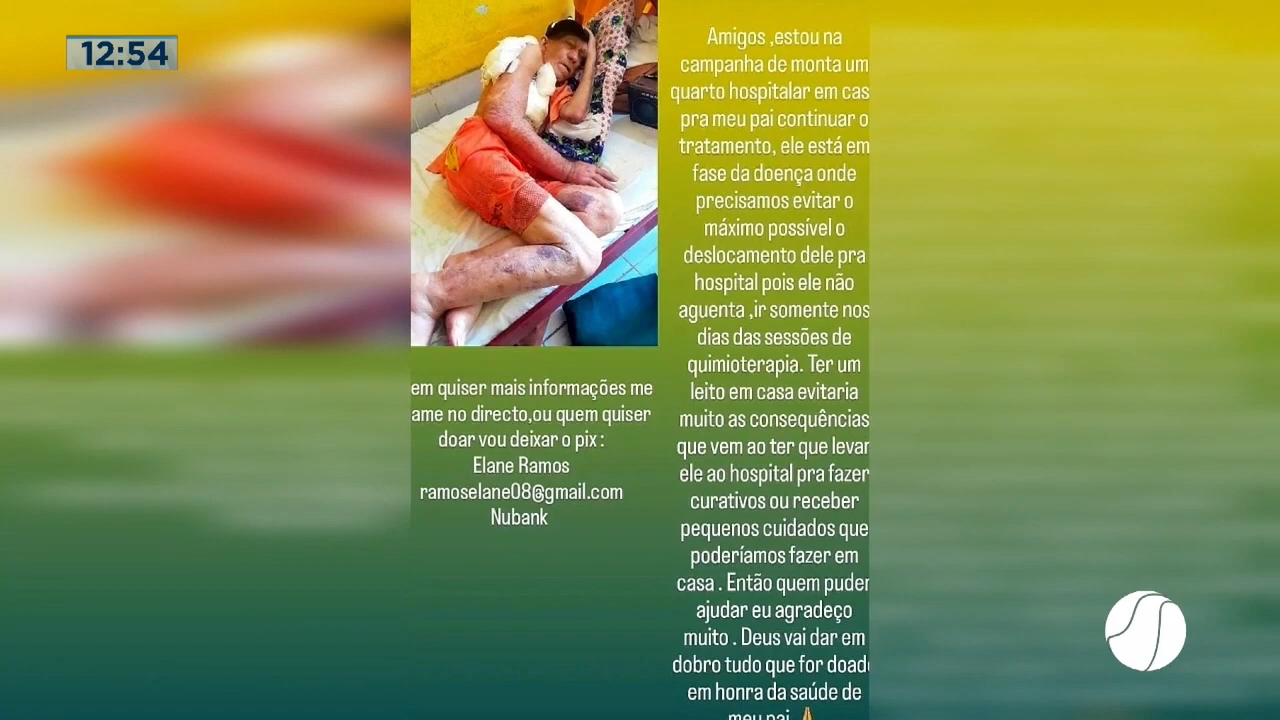 12:54
em quiser mais informações me
ame no directo,ou quem quiser
doar vou deixar o pix :
Elane Ramos
ramoselane08@gmail.com
Nubank
Amigos ,estou na
campanha de monta um
quarto hospitalar em cas
pra meu pai continuar o
tratamento, ele está em
fase da doença onde
precisamos evitar o
máximo possível o
deslocamento dele pra
hospital pois ele não
aguenta ,ir somente nos
dias das sessões de
quimioterapia. Ter um
leito em casa evitaria
muito as consequências
que vem ao ter que levar
ele ao hospital pra fazer
curativos ou receber
pequenos cuidados que
poderíamos fazer em
casa . Então quem puder
ajudar eu agradeço
muito . Deus vai dar em
dobro tudo que for doad
em honra da saúde de
meu pai 🙏